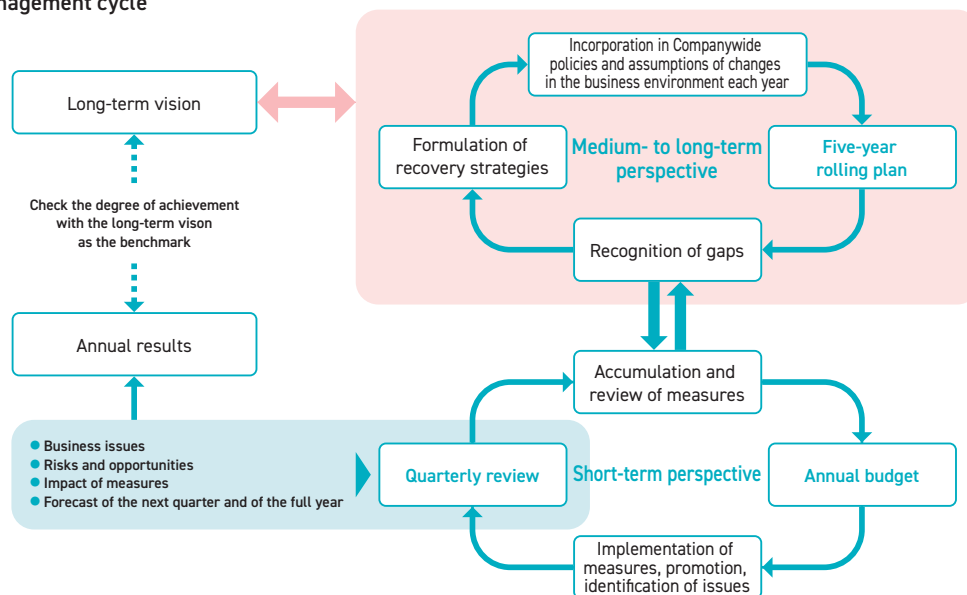 nagement cycle
Long-term vision
Check the degree of achievement
with the long-term vison
as the benchmark
Annual results
Incorporation in Companywide
policies and assumptions of changes
in the business environment each year
Formulation of
recovery strategies
Medium- to long-term
perspective
Five-year
rolling plan
Recognition of gaps
Accumulation and
review of measures
● Business issues
● Risks and opportunities
● Impact of measures
● Forecast of the next quarter and of the full year
Quarterly review
Short-term perspective
Annual budget
Implementation of
measures, promotion,
identification of issues